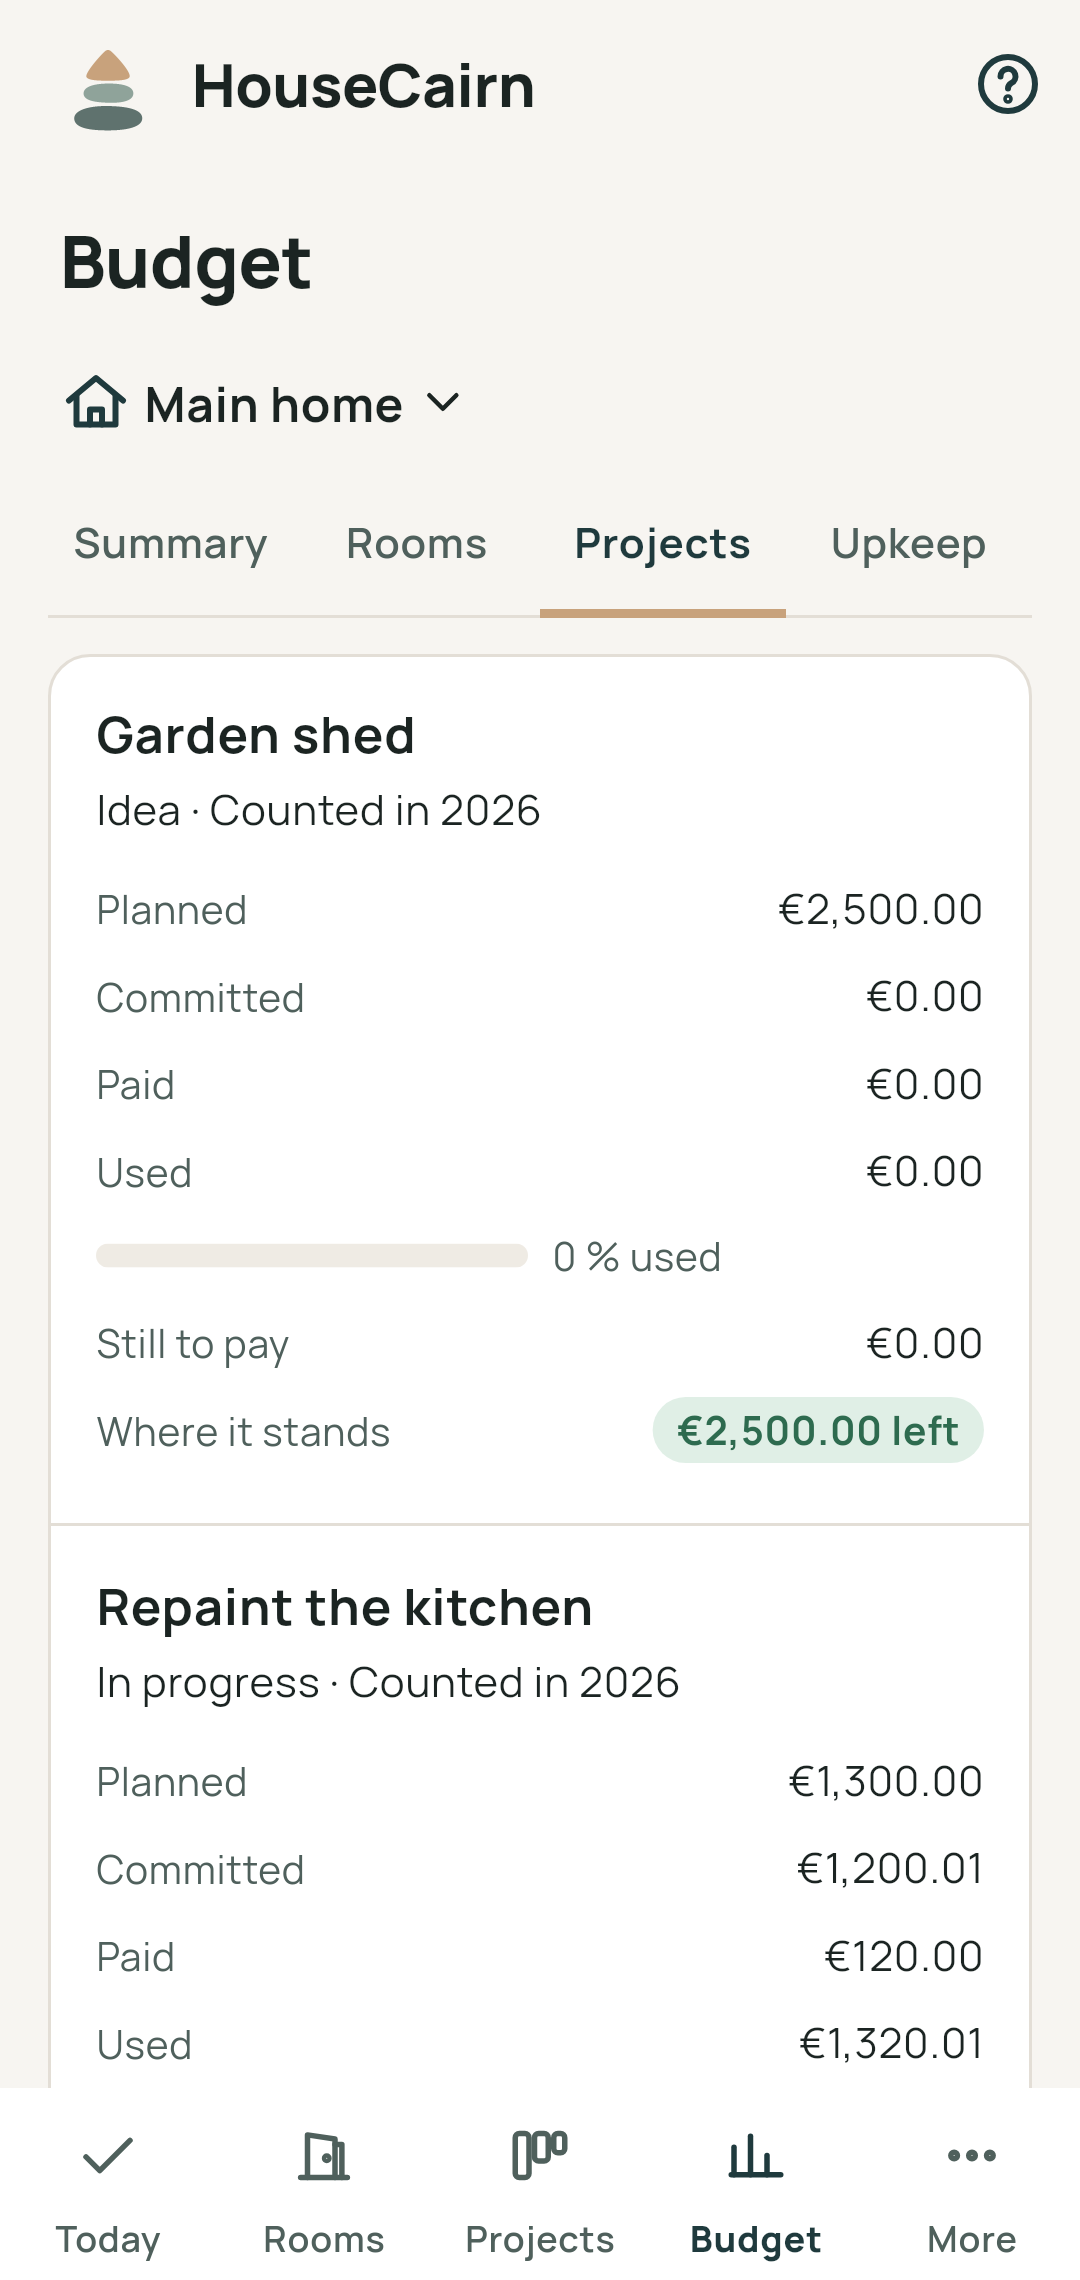 HouseCairn
Budget
Main home
Summary Rooms Projects Upkeep
Garden shed
Idea · Counted in 2026
Planned €2,500.00
Committed €0.00
Paid €0.00
Used €0.00
0 % used
Still to pay €0.00
Where it stands €2,500.00 left
Repaint the kitchen
In progress · Counted in 2026
Planned €1,300.00
Committed €1,200.01
Paid €120.00
Used €1,320.01
Today Rooms Projects Budget More